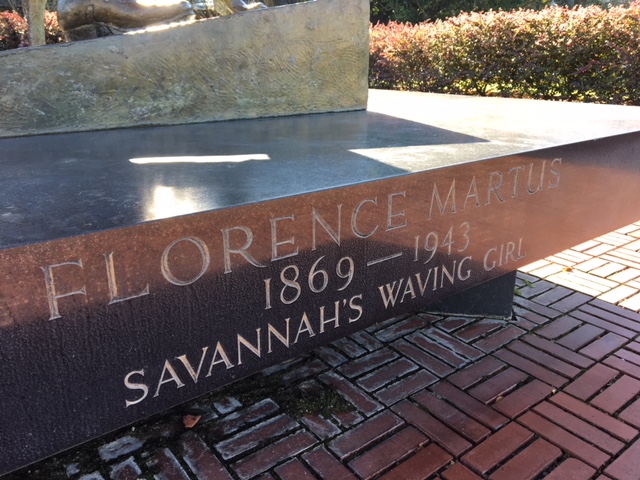 FLORENCE MARTUS
1869 — 1943
SAVANNAH'S WAVING GIRL